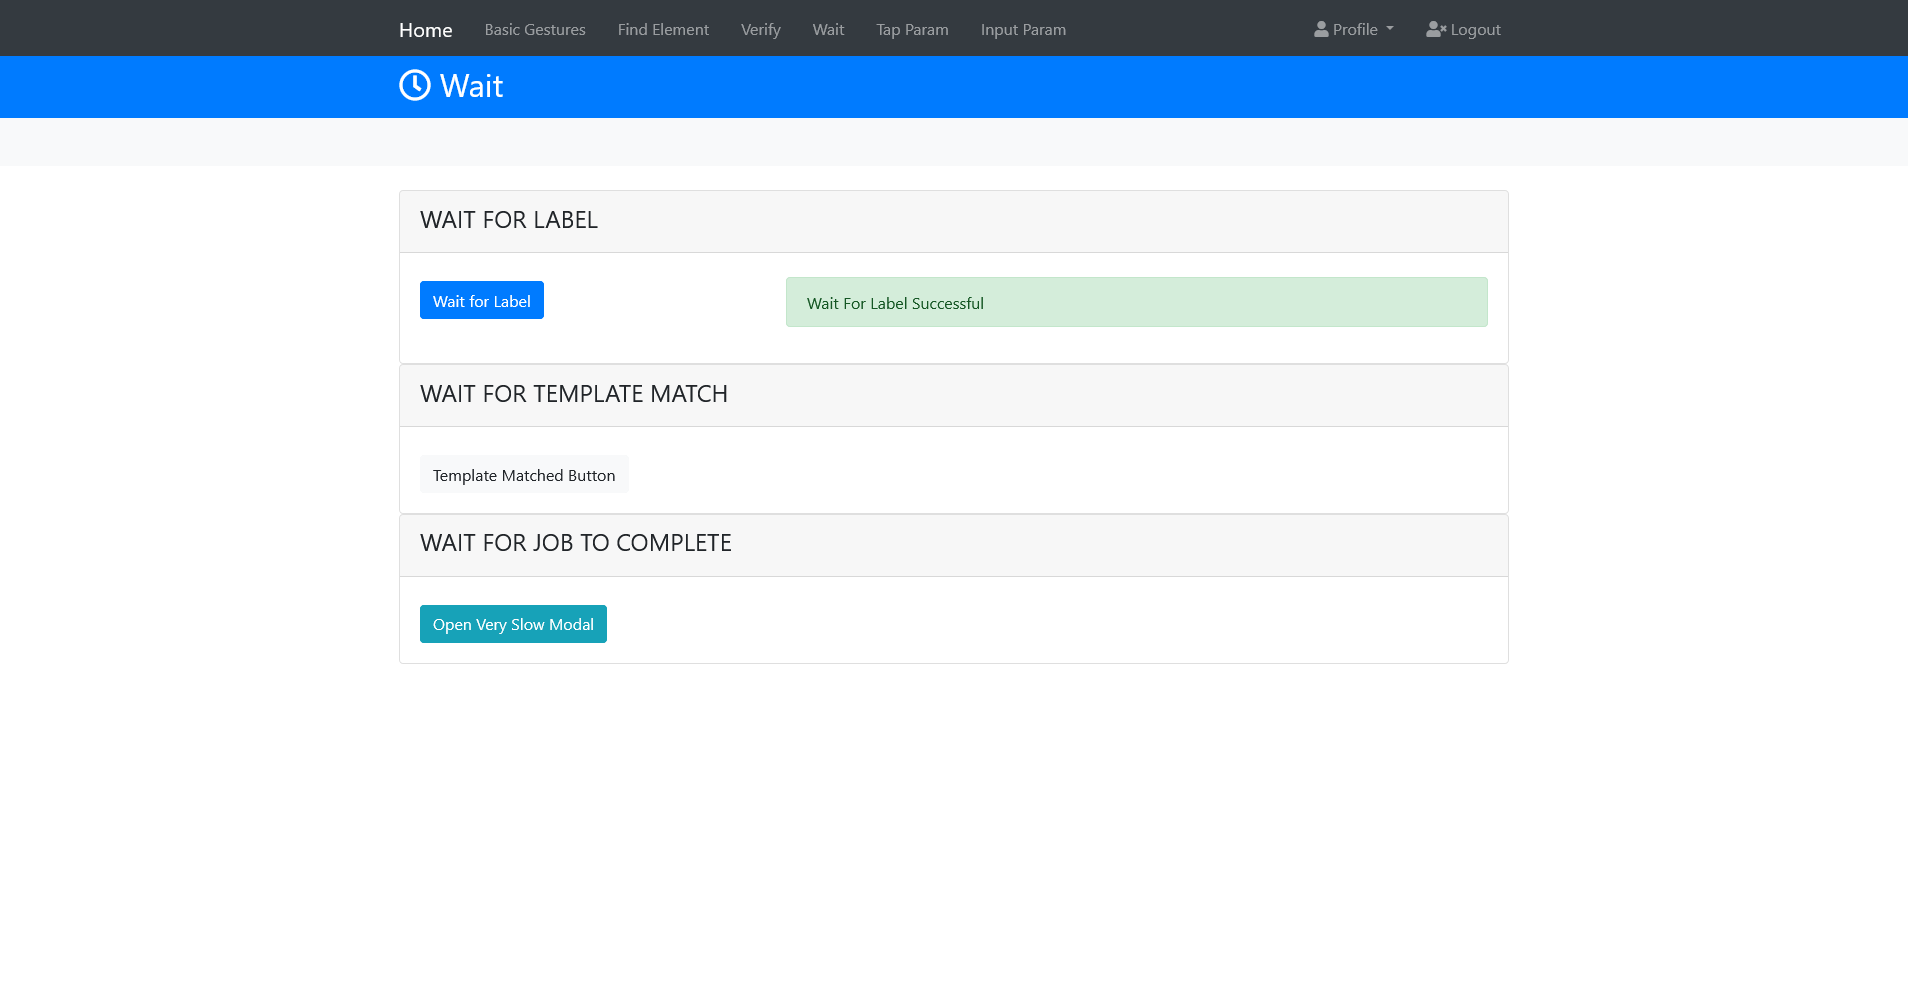 Home Basic Gestures Find Element Verify Wait Tap Param Input Param Profile Logout
Wait
WAIT FOR LABEL
Wait for Label Wait For Label Successful
WAIT FOR TEMPLATE MATCH
Template Matched Button
WAIT FOR JOB TO COMPLETE
Open Very Slow Modal